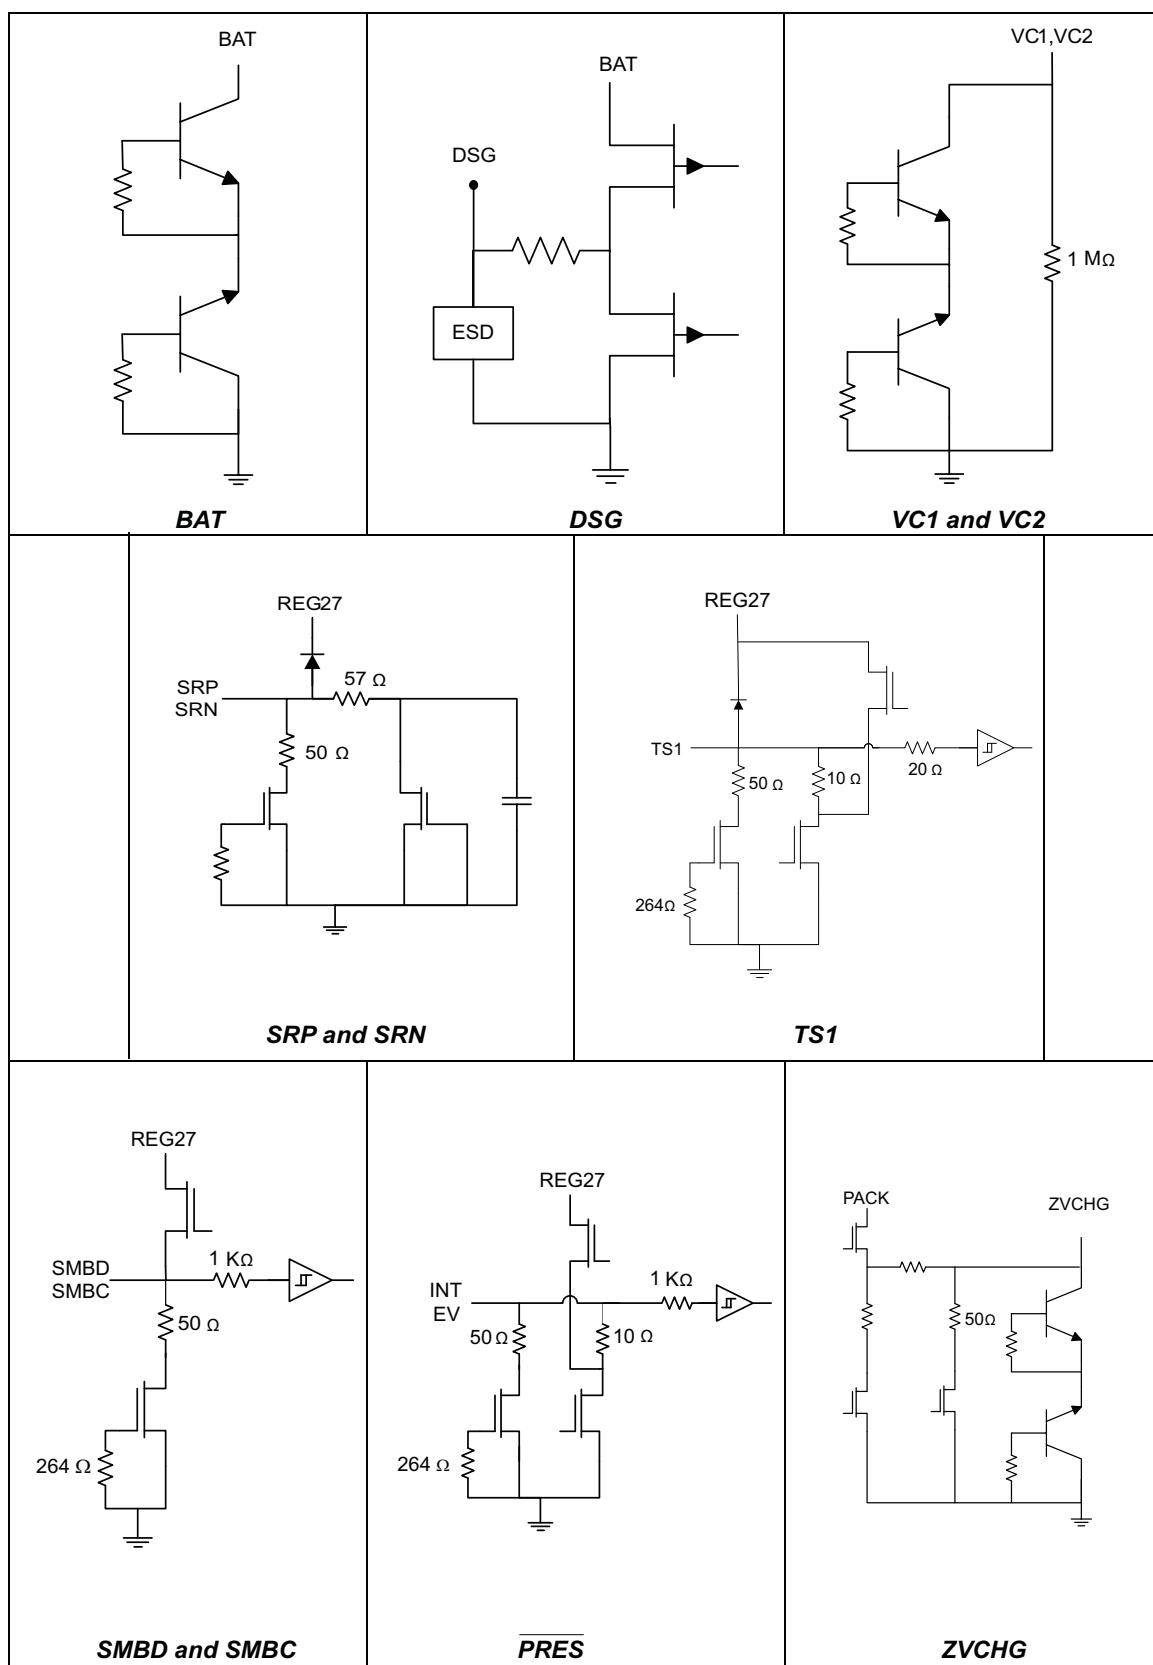 BAT
BAT
DSG
ESD
VC1,VC2
1 MΩ
BAT
DSG
VC1 and VC2
REG27
SRP
SRN
57 Ω
50 Ω
REG27
TS1
50 Ω
10 Ω
20 Ω
264Ω
SRP and SRN
TS1
REG27
SMBD
SMBC
1 KΩ
50 Ω
264 Ω
REG27
INT
EV
1 KΩ
50 Ω
10 Ω
264 Ω
PACK
ZVCHG
50Ω
SMBD and SMBC
PRES
ZVCHG